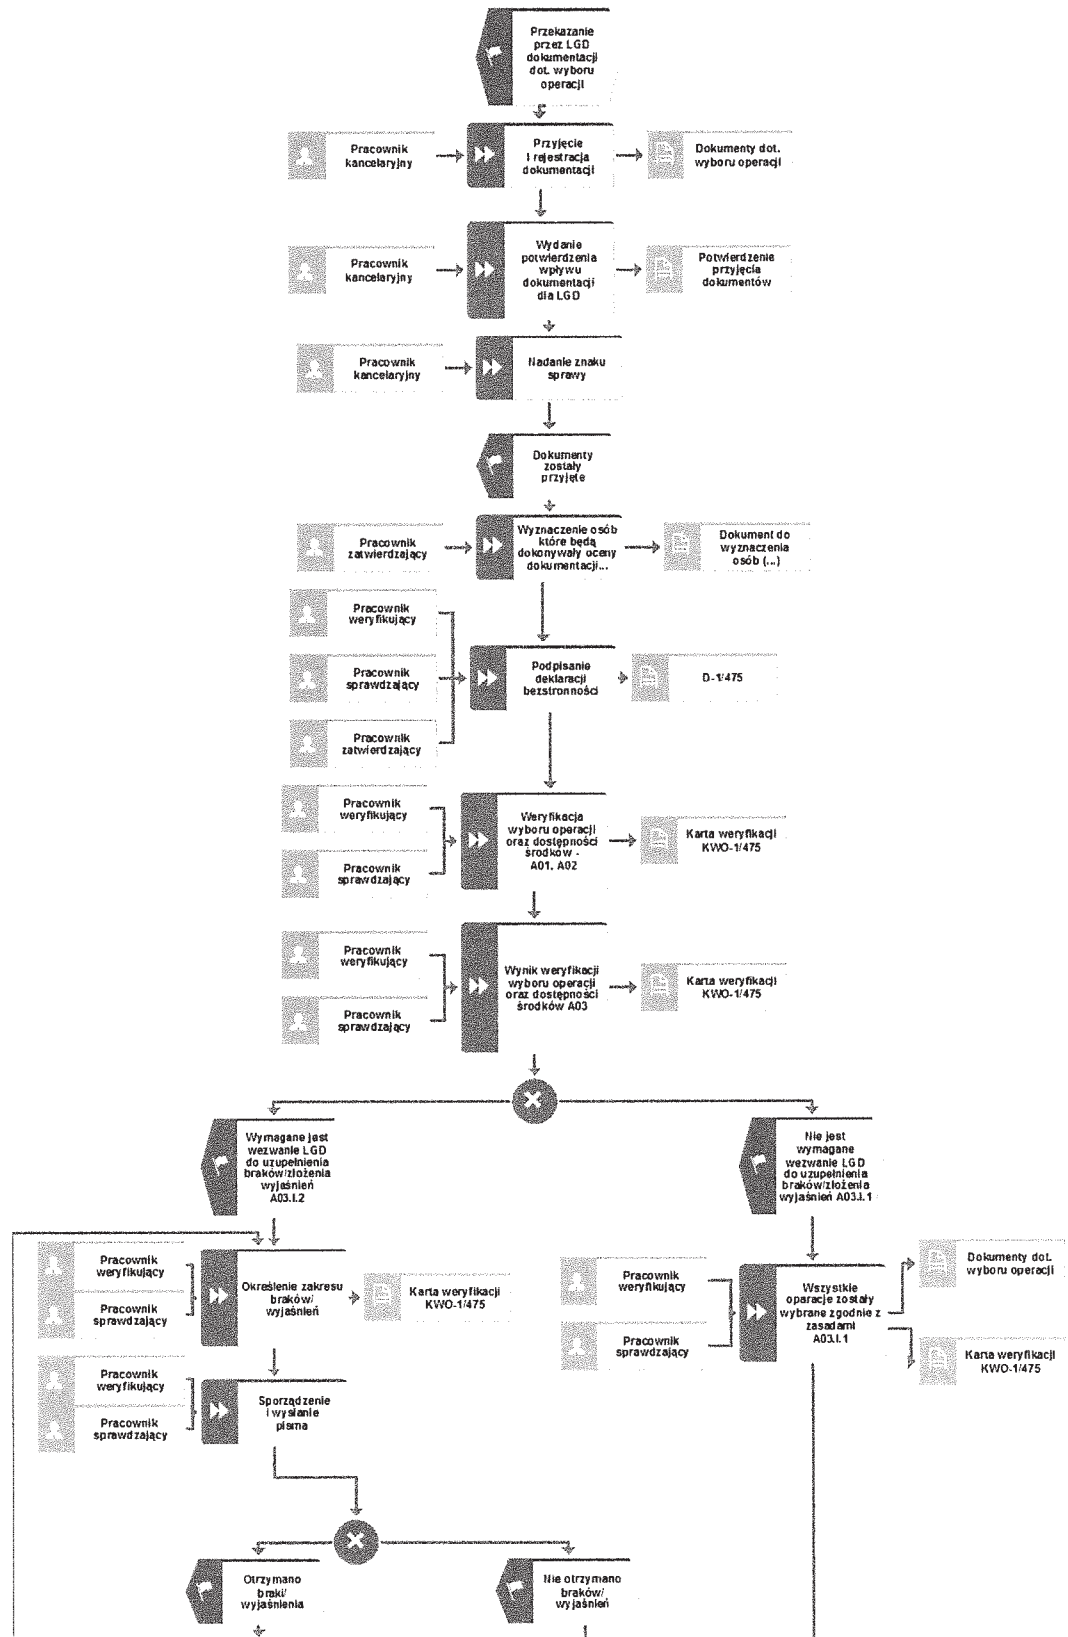 Przekazanie
przez LGD
dokumentacji
dot. wyboru
operacji
Pracownik
kancelaryjny
Przyjęcie
i rejestracja
dokumentacji
Dokumenty dot.
wyboru operacji
Pracownik
kancelaryjny
Wydanie
potwierdzenia
wpływu
dokumentacji
dla LGD
Potwierdzenie
przyjęcia
dokumentów
Pracownik
kancelaryjny
Nadanie znaku
sprawy
Dokumenty
zostały
przyjęte
Pracownik
zatwierdzający
Wyznaczenie osób
które będą
dokonywały oceny
dokumentacji...
Dokument do
wyznaczenia
osób (...)
Pracownik
weryfikujący
Pracownik
sprawdzający
Pracownik
zatwierdzający
Podpisanie
deklaracji
bezstronności
D-1/475
Pracownik
weryfikujący
Pracownik
sprawdzający
Weryfikacja
wyboru operacji
oraz dostępności
środków -
A01, A02
Karta weryfikacji
KWO-1/475
Pracownik
weryfikujący
Pracownik
sprawdzający
Wynik weryfikacji
wyboru operacji
oraz dostępności
środków A03
Karta weryfikacji
KWO-1/475
Wymagane jest
wezwanie LGD
do uzupełnienia
braków/złożenia
wyjaśnień
A03.I.2
Nie jest
wymagane
wezwanie LGD
do uzupełnienia
braków/złożenia
wyjaśnień A03.I.1
Pracownik
weryfikujący
Pracownik
sprawdzający
Określenie zakresu
braków/
wyjaśnień
Karta weryfikacji
KWO-1/475
Pracownik
weryfikujący
Pracownik
sprawdzający
Wszystkie
oparacje zostały
wybrane zgodnie z
zasadami
A03.I.1
Dokumenty dot.
wyboru operacji
Karta weryfikacji
KWO-1/475
Pracownik
weryfikujący
Pracownik
sprawdzający
Sporządzenie
i wysłanie
pisma
Otrzymano
braki/
wyjaśnienia
Nie otrzymano
braków/
wyjaśnień